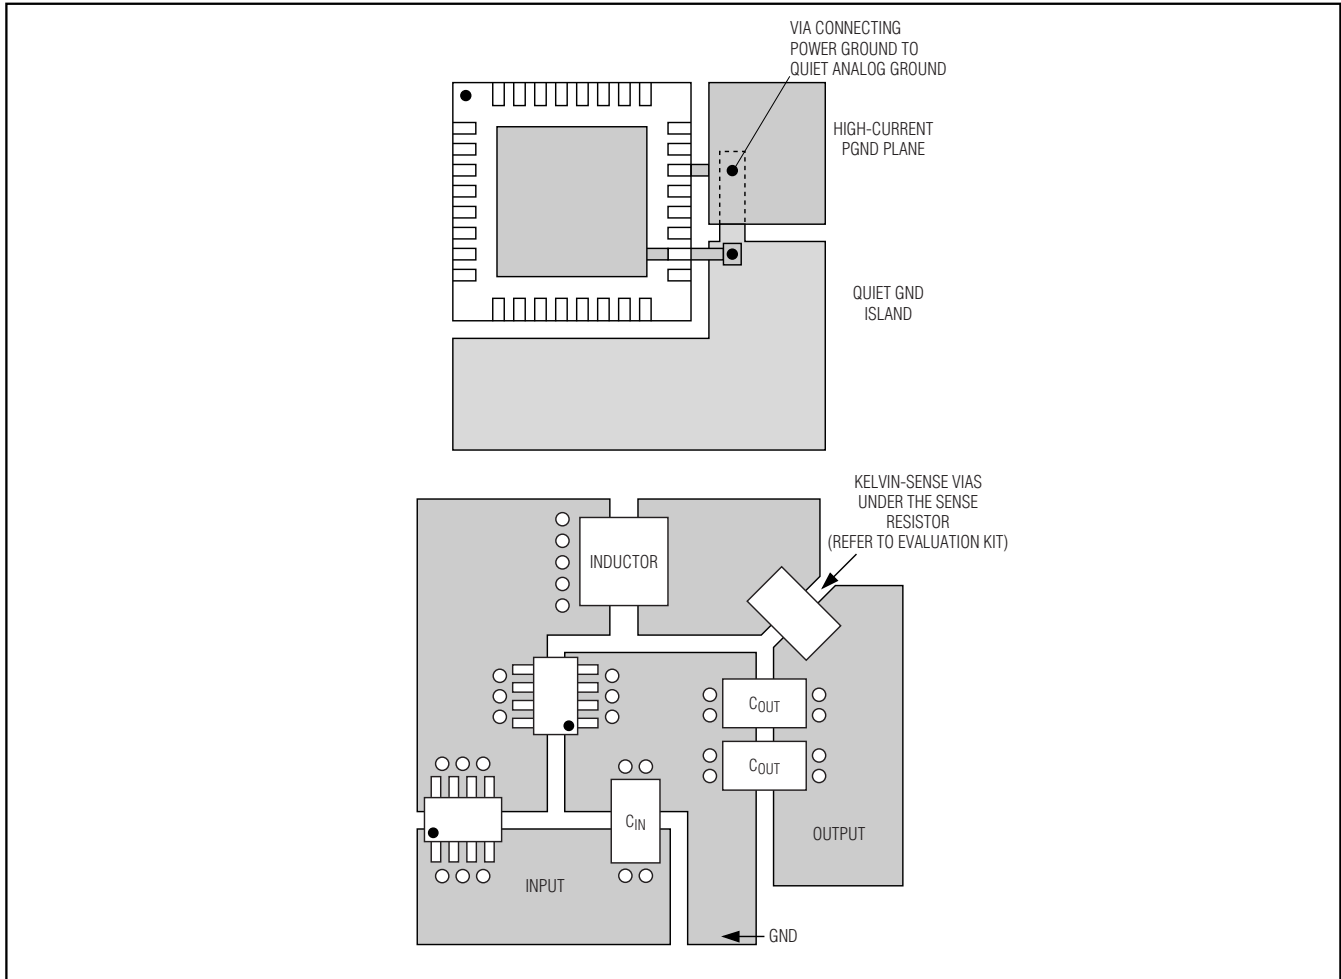 VIA CONNECTING
POWER GROUND TO
QUIET ANALOG GROUND
HIGH-CURRENT
PGND PLANE
QUIET GND
ISLAND
KELVIN-SENSE VIAS
UNDER THE SENSE
RESISTOR
(REFER TO EVALUATION KIT)
INDUCTOR
COUT
COUT
CIN
OUTPUT
INPUT
GND